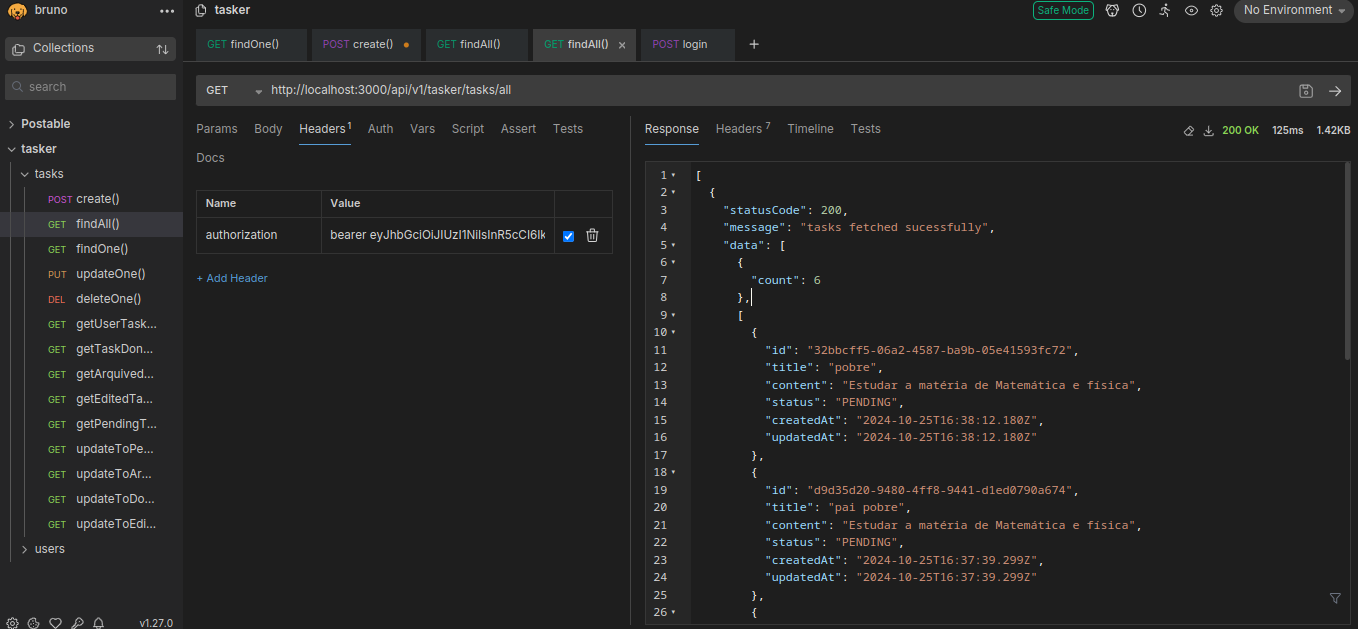 bruno
Collections
search
Postable
tasker
tasks
POST create()
GET findAll()
GET findOne()
PUT updateOne()
DEL deleteOne()
GET getUserTask...
GET getTaskDon...
GET getArquived...
GET getEditedTa...
GET getPendingT...
GET updateToPe...
GET updateToAr...
GET updateToDo...
GET updateToEdi...
users
v1.27.0
tasker
Safe Mode
No Environment
GET findOne()
POST create()
GET findAll()
GET findAll() ×
POST login
+
GET http://localhost:3000/api/v1/tasker/tasks/all
Params Body Headers 1 Auth Vars Script Assert Tests
Docs
Name Value
authorization bearer eyJhbGciOiJIUzI1NiIsInR5cCI6Ik
+ Add Header
Response Headers 7 Timeline Tests
200 OK 125ms 1.42KB
1 [
2 {
3 "statusCode": 200,
4 "message": "tasks fetched sucessfully",
5 "data": [
6 {
7 "count": 6
8 },
9 [
10 {
11 "id": "32bbcff5-06a2-4587-ba9b-05e41593fc72",
12 "title": "pobre",
13 "content": "Estudar a matéria de Matemática e física",
14 "status": "PENDING",
15 "createdAt": "2024-10-25T16:38:12.180Z",
16 "updatedAt": "2024-10-25T16:38:12.180Z"
17 },
18 {
19 "id": "d9d35d20-9480-4ff8-9441-d1ed0790a674",
20 "title": "pai pobre",
21 "content": "Estudar a matéria de Matemática e física",
22 "status": "PENDING",
23 "createdAt": "2024-10-25T16:37:39.299Z",
24 "updatedAt": "2024-10-25T16:37:39.299Z"
25 },
26 {